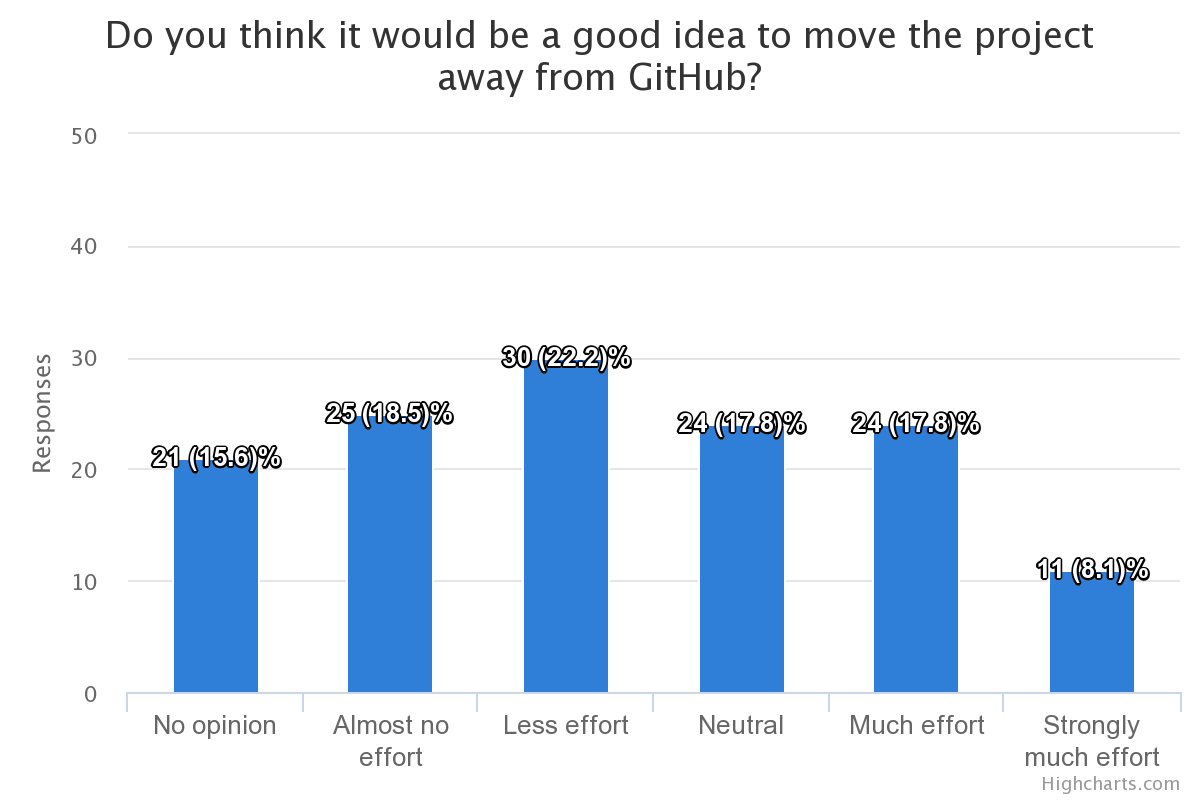 Do you think it would be a good idea to move the project
away from GitHub?
50
40
30
20
10
0
Responses
21 (15.6)%
25 (18.5)%
30 (22.2)%
24 (17.8)%
24 (17.8)%
11 (8.1)%
No opinion
Almost no
effort
Less effort
Neutral
Much effort
Strongly
much effort
Highcharts.com